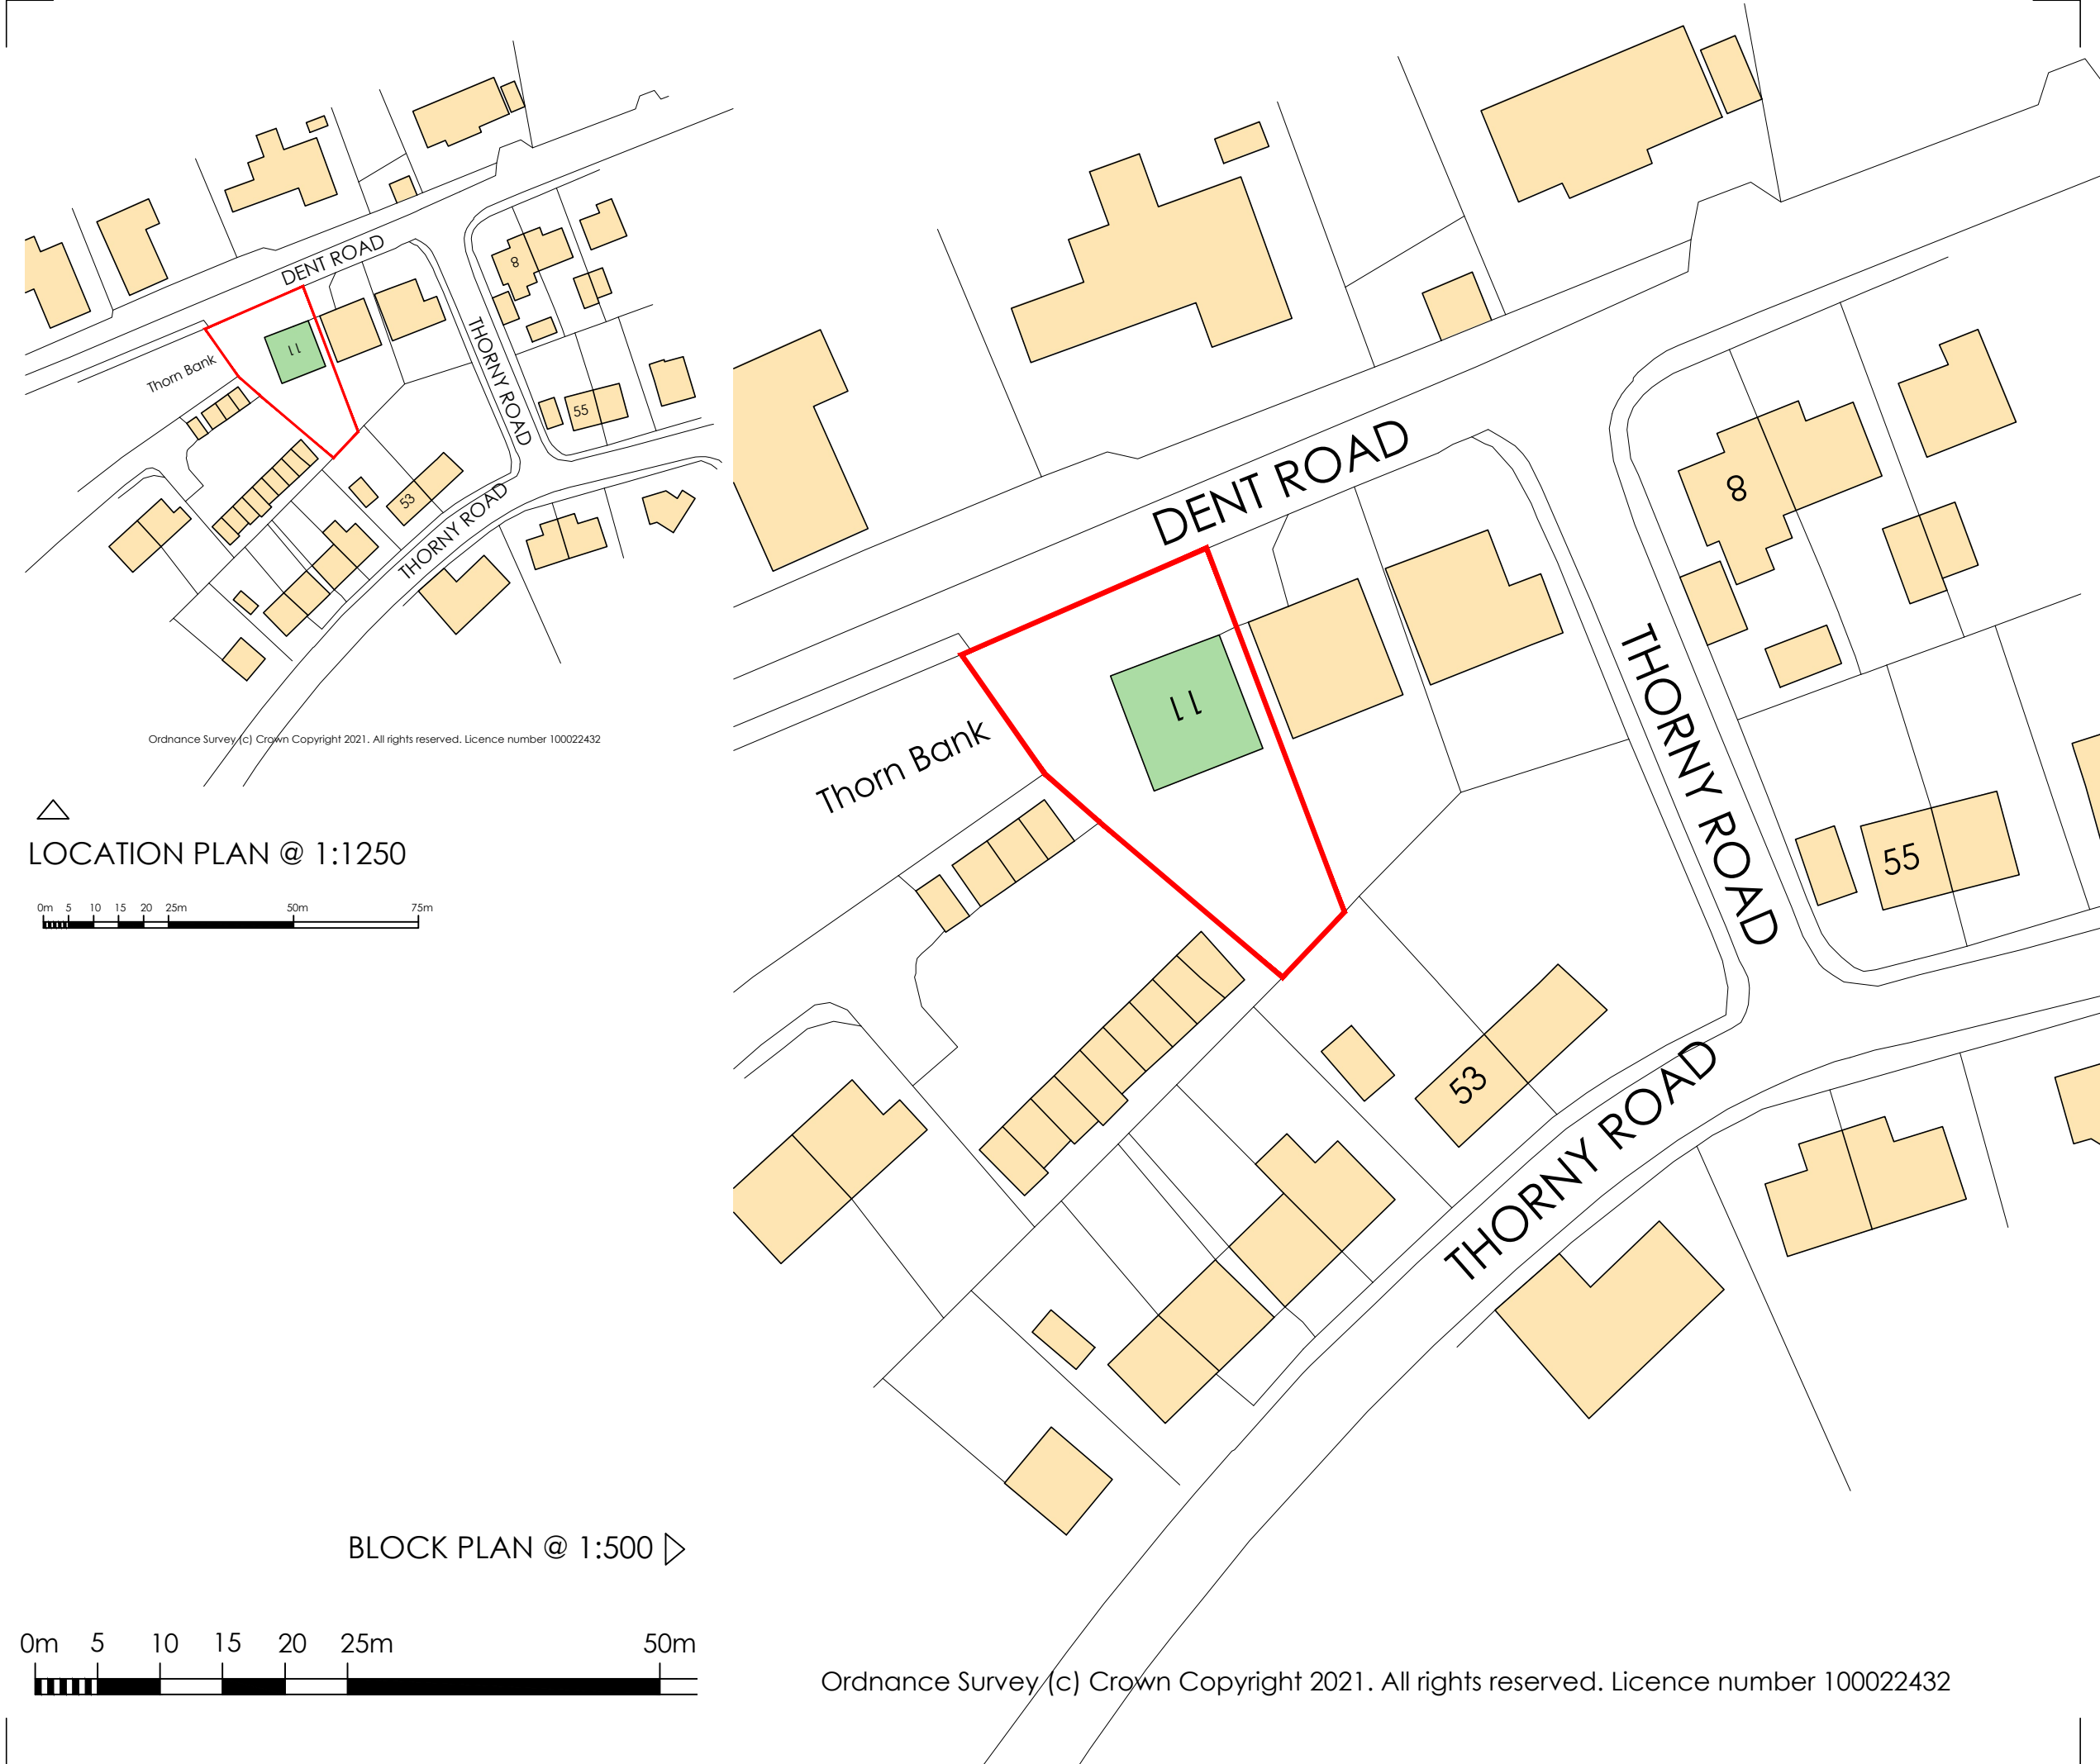 DENT ROAD
8
11
THORNY ROAD
Thorn Bank
55
53
THORNY ROAD
Ordnance Survey (c) Crown Copyright 2021. All rights reserved. Licence number 100022432
LOCATION PLAN @ 1:1250
0m 5 10 15 20 25m 50m 75m
DENT ROAD
8
11
THORNY ROAD
Thorn Bank
55
53
THORNY ROAD
BLOCK PLAN @ 1:500
0m 5 10 15 20 25m 50m
Ordnance Survey (c) Crown Copyright 2021. All rights reserved. Licence number 100022432